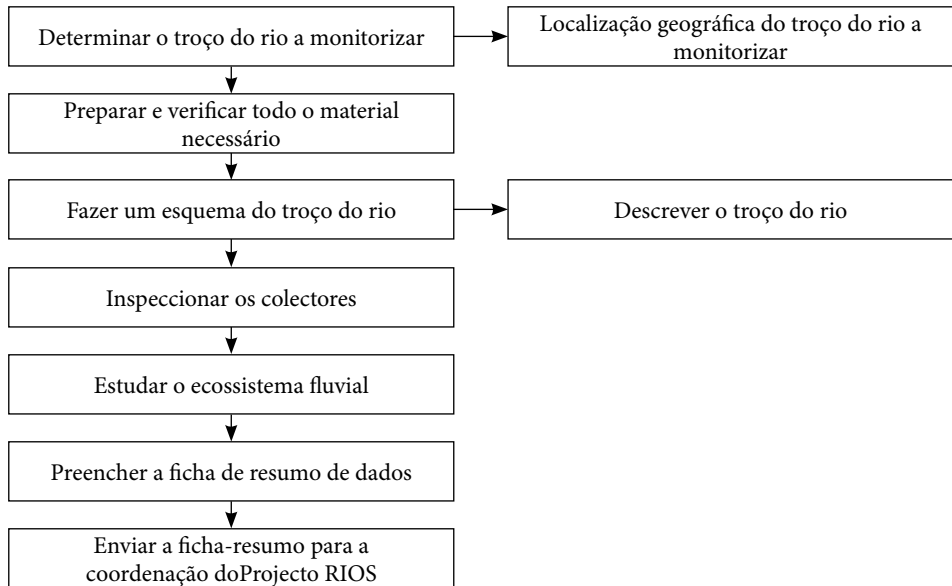 Determinar o troço do rio a monitorizar
Localização geográfica do troço do rio a
monitorizar
Preparar e verificar todo o material
necessário
Fazer um esquema do troço do rio
Descrever o troço do rio
Inspeccionar os colectores
Estudar o ecossistema fluvial
Preencher a ficha de resumo de dados
Enviar a ficha-resumo para a
coordenação doProjecto RIOS